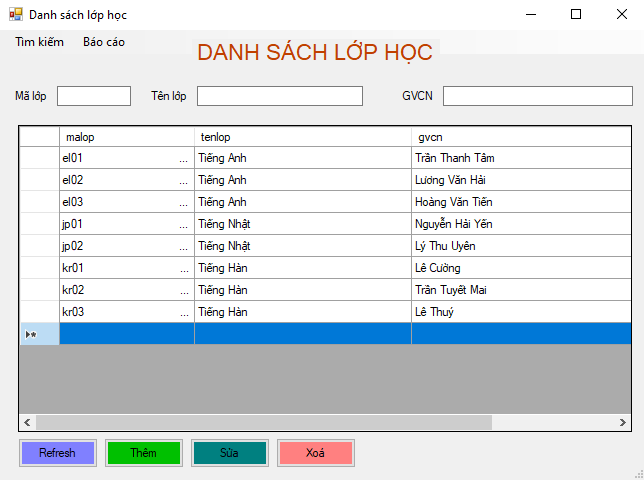 Danh sách lớp học
Tìm kiếm Báo cáo
DANH SÁCH LỚP HỌC
Mã lớp Tên lớp GVCN
malop tenlop gvcn
el01 ... Tiếng Anh Trần Thanh Tâm
el02 ... Tiếng Anh Lương Văn Hải
el03 ... Tiếng Anh Hoàng Văn Tiến
jp01 ... Tiếng Nhật Nguyễn Hải Yến
jp02 ... Tiếng Nhật Lý Thu Uyên
kr01 ... Tiếng Hàn Lê Cường
kr02 ... Tiếng Hàn Trần Tuyết Mai
kr03 ... Tiếng Hàn Lê Thuý
Refresh Thêm Sửa Xoá